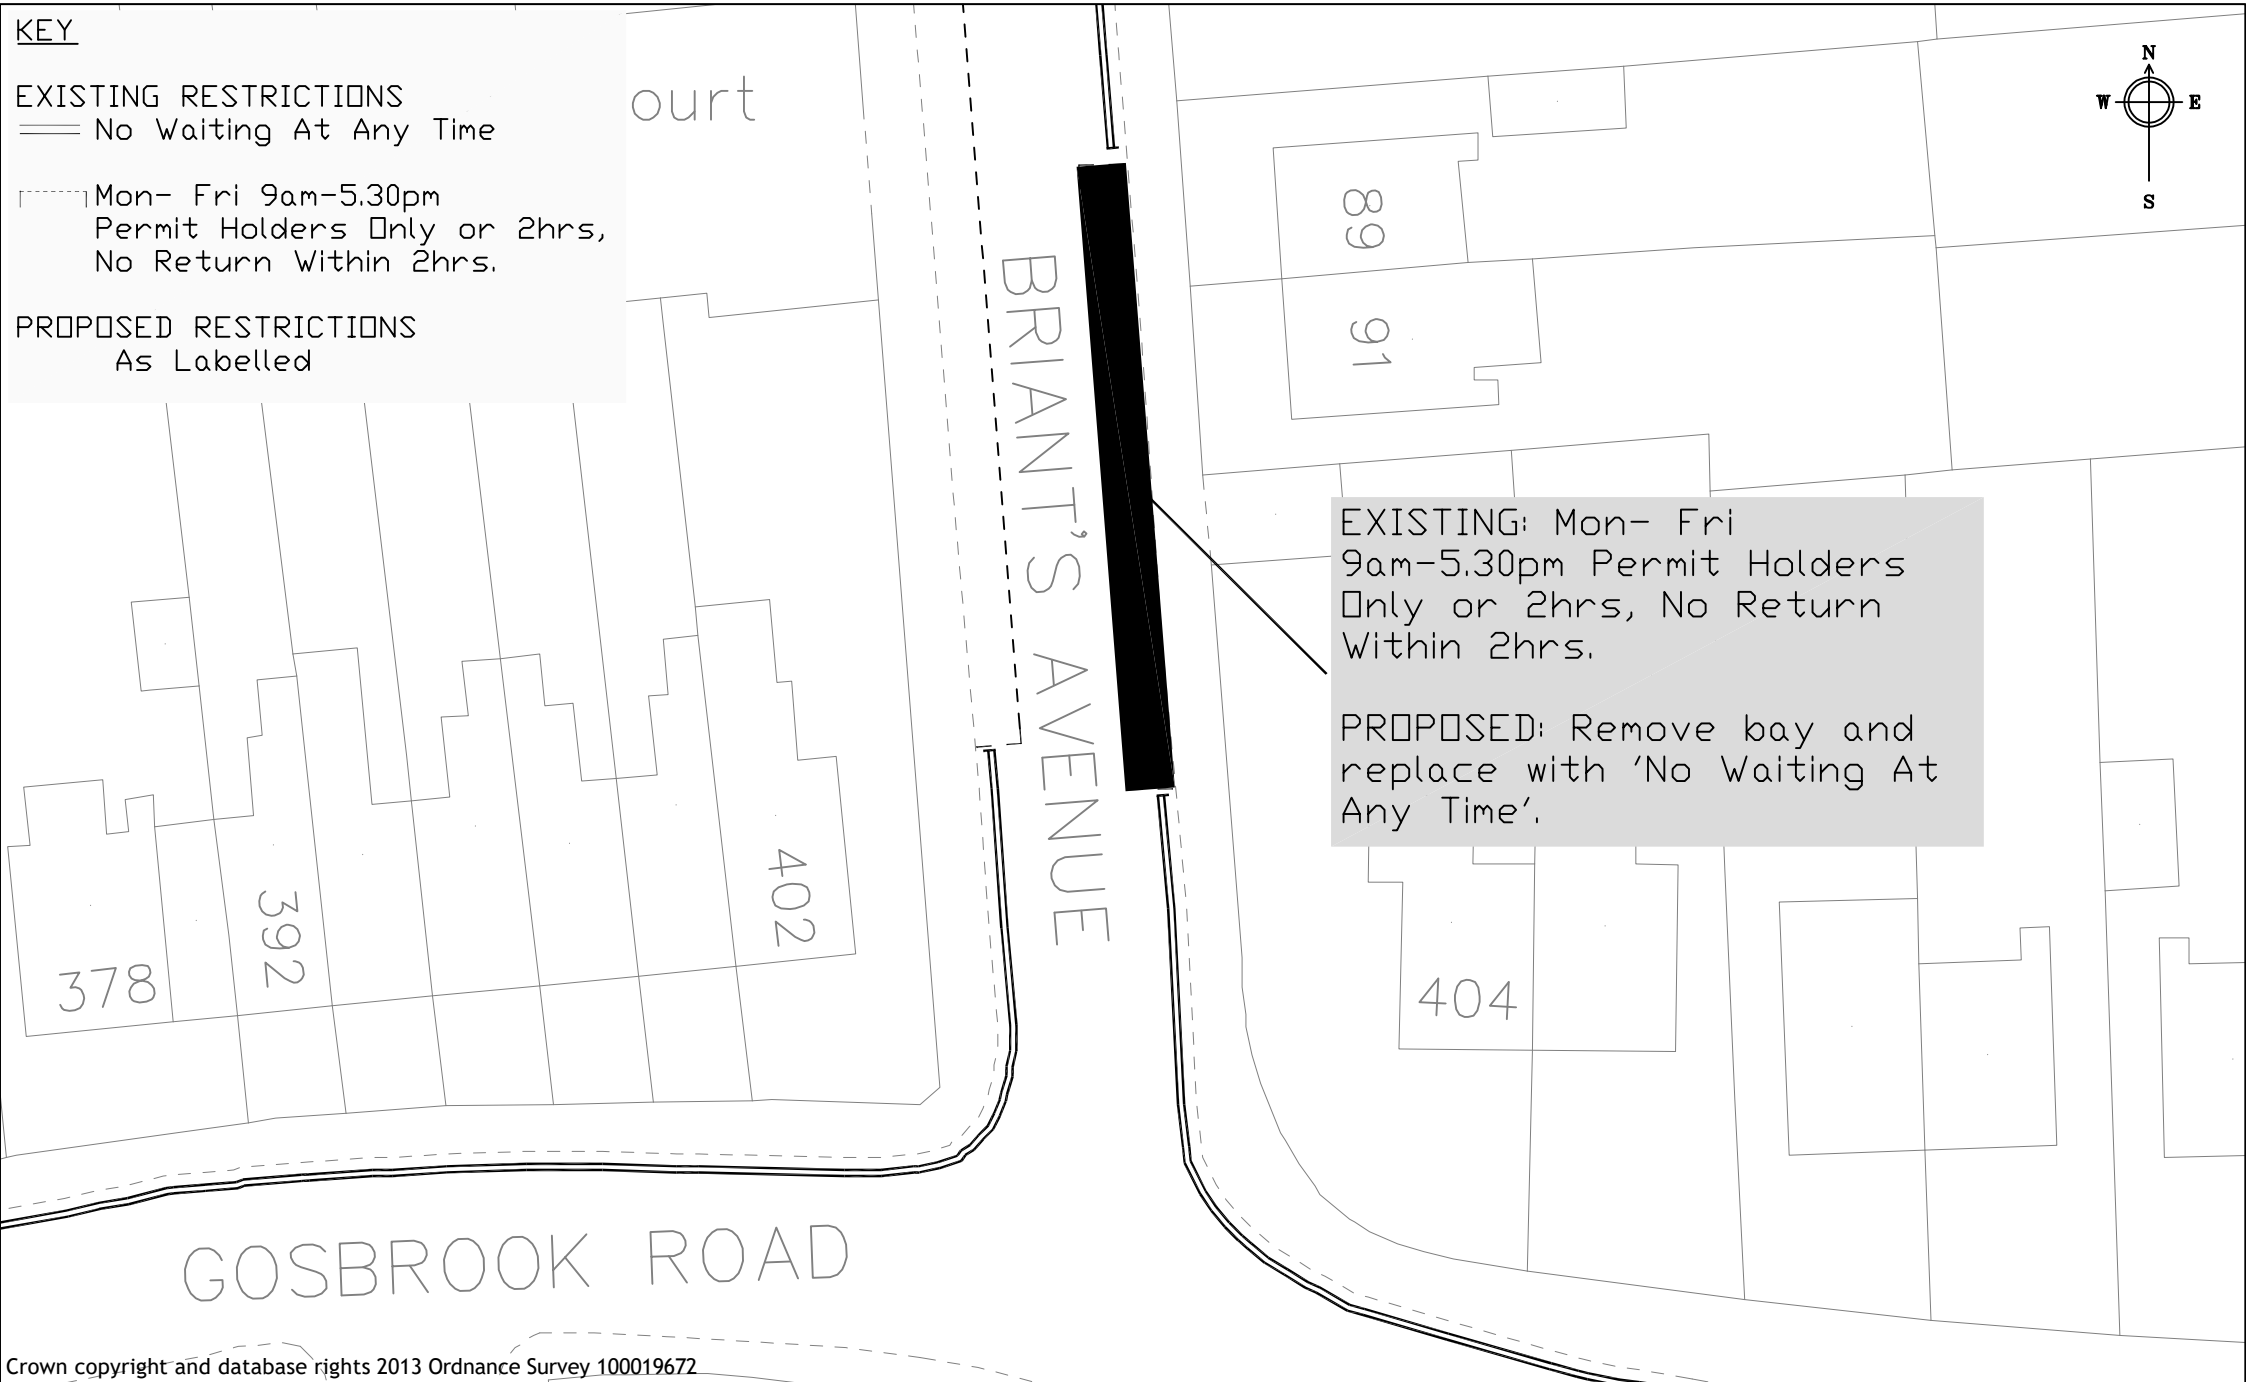 KEY
EXISTING RESTRICTIONS
No Waiting At Any Time
Mon- Fri 9am-5.30pm
Permit Holders Only or 2hrs,
No Return Within 2hrs.
PROPOSED RESTRICTIONS
As Labelled
ourt
N
W E
S
89
91
BRIANT'S AVENUE
EXISTING: Mon- Fri
9am-5.30pm Permit Holders
Only or 2hrs, No Return
Within 2hrs.
PROPOSED: Remove bay and
replace with 'No Waiting At
Any Time'.
378
392
402
404
GOSBROOK ROAD
Crown copyright and database rights 2013 Ordnance Survey 100019672